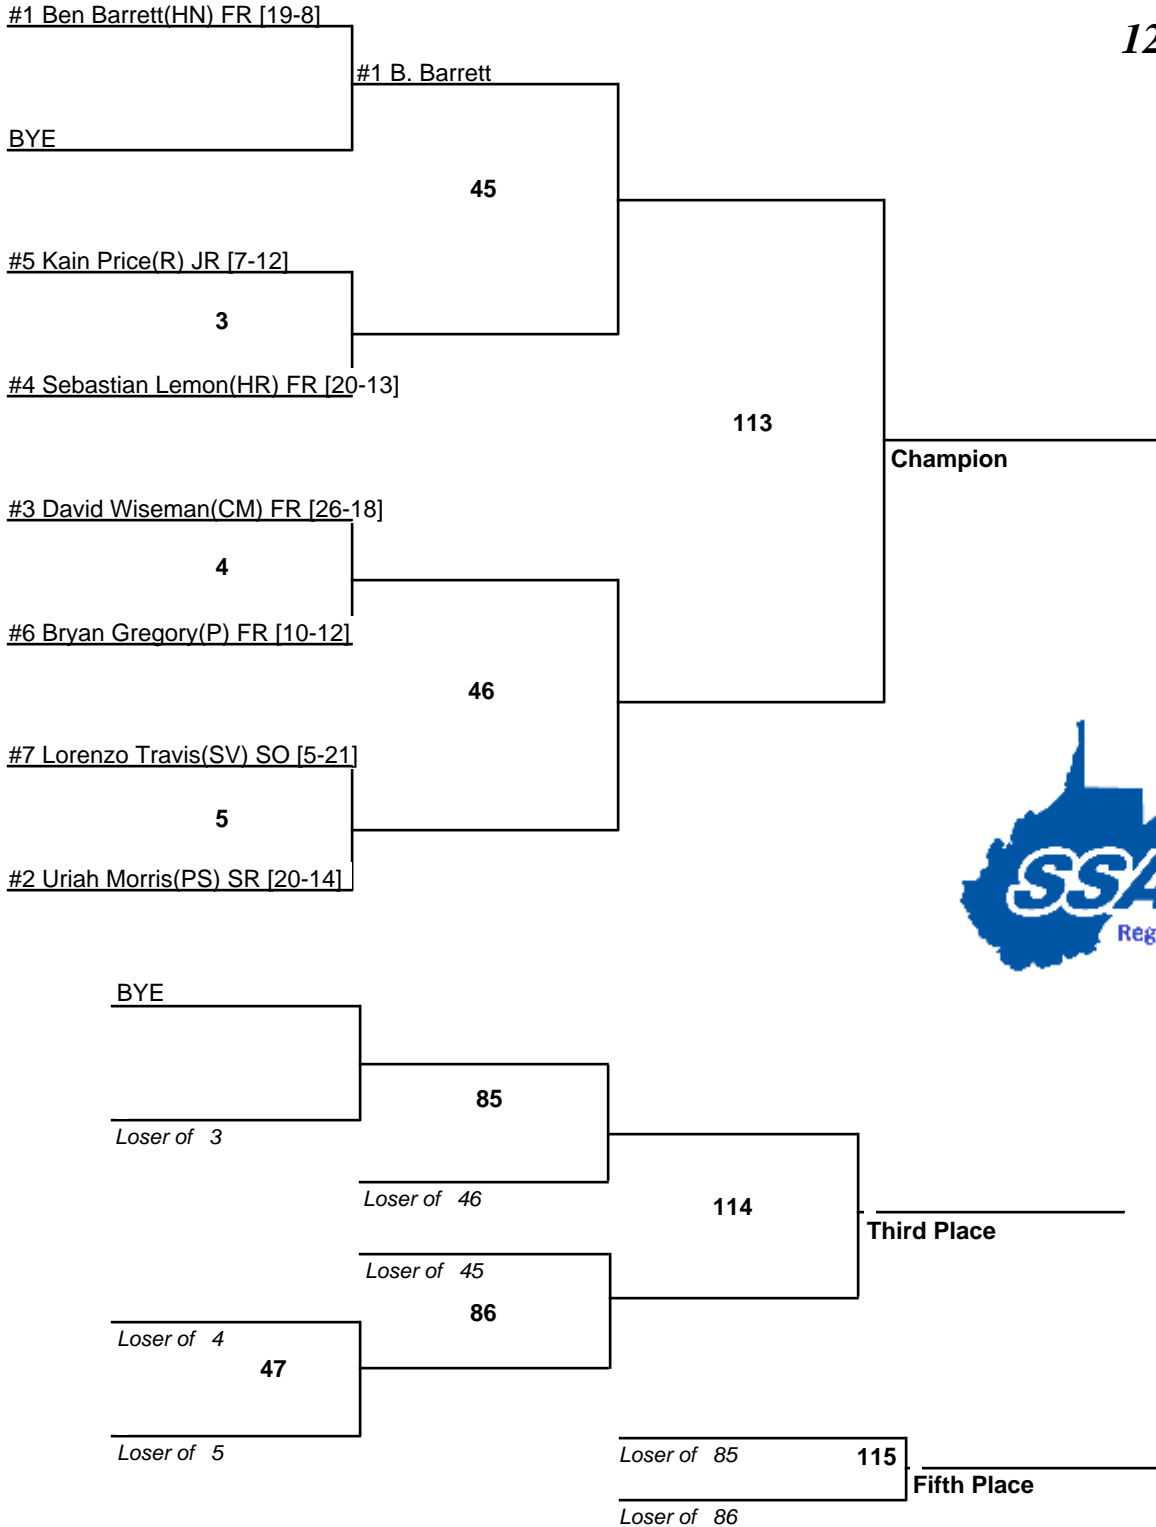 #1 Ben Barrett(HN) FR [19-8]
12
#1 B. Barrett
BYE
45
#5 Kain Price(R) JR [7-12]
3
#4 Sebastian Lemon(HR) FR [20-13]
113
Champion
#3 David Wiseman(CM) FR [26-18]
4
#6 Bryan Gregory(P) FR [10-12]
46
#7 Lorenzo Travis(SV) SO [5-21]
5
#2 Uriah Morris(PS) SR [20-14]
SSA
Reg
BYE
85
Loser of 3
Loser of 46
114
Third Place
Loser of 45
86
Loser of 4
47
Loser of 5
Loser of 85
115
Fifth Place
Loser of 86